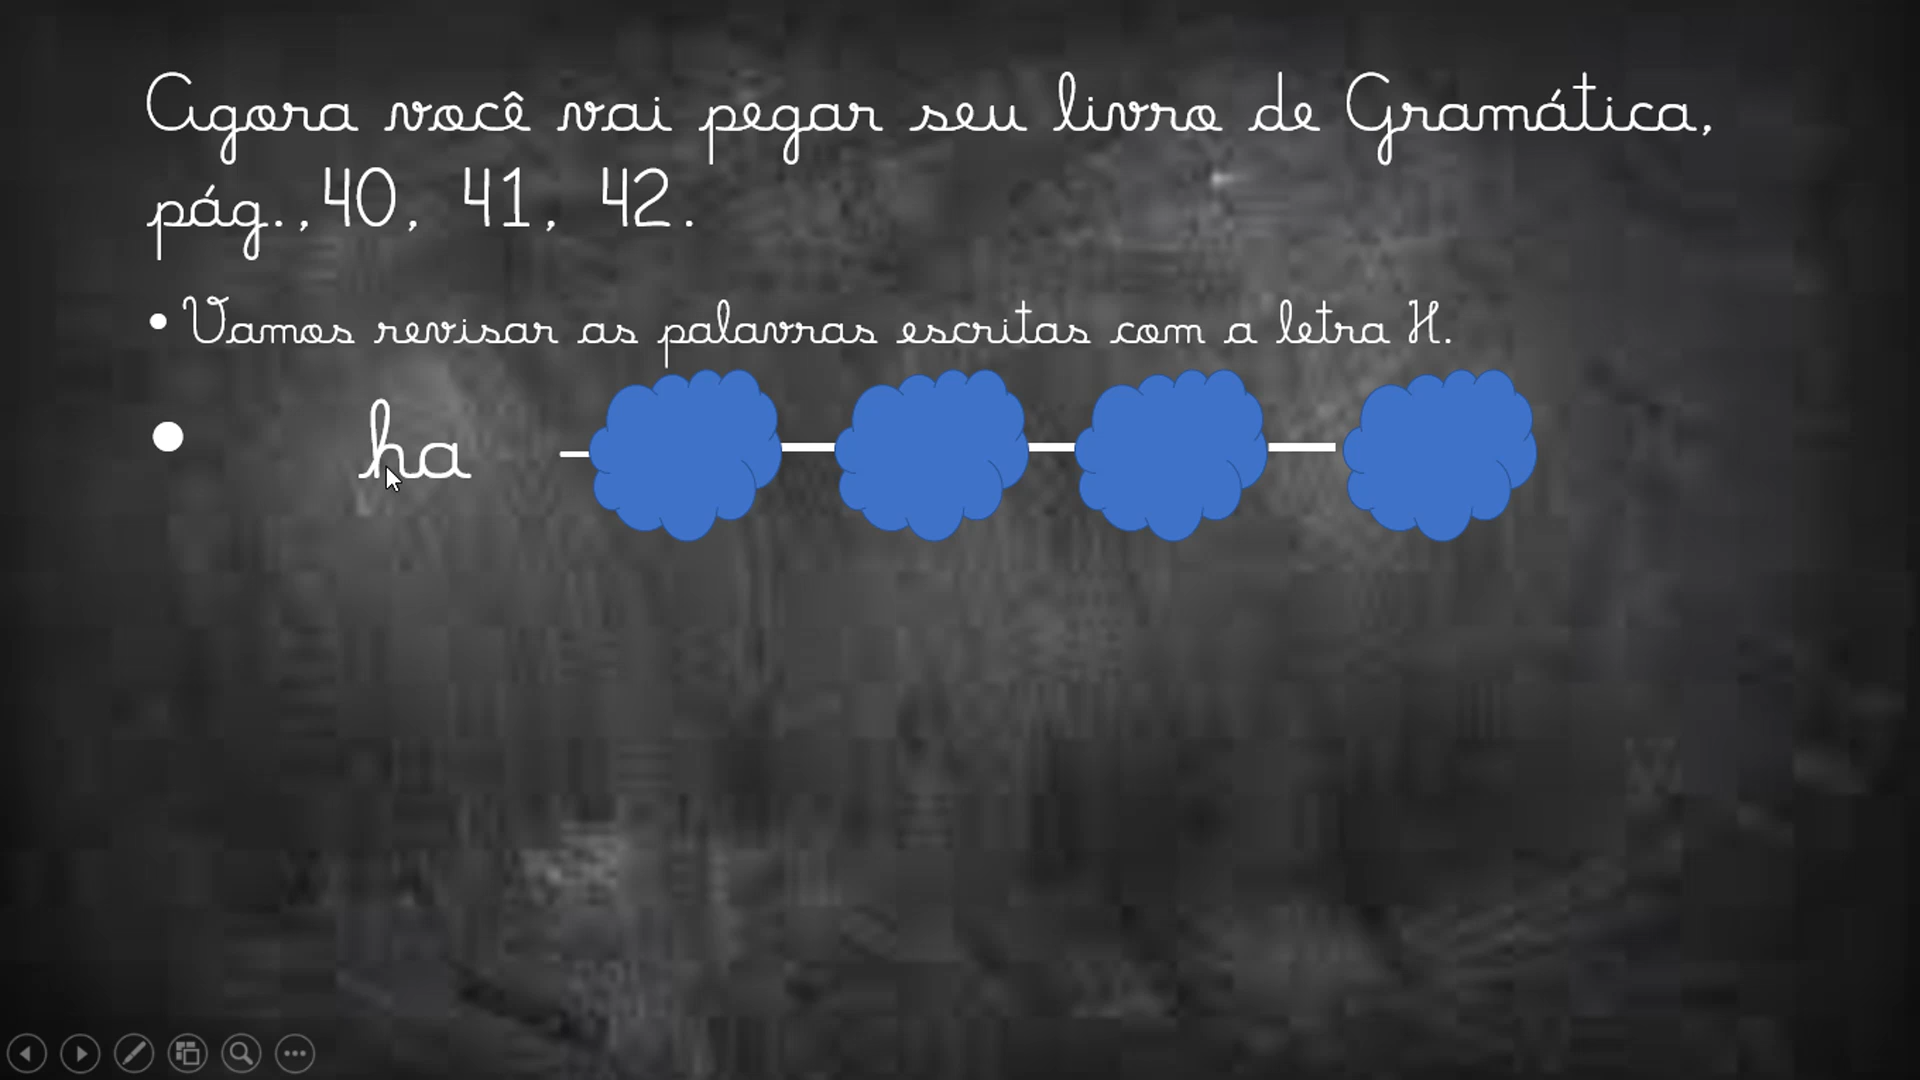 Agora você vai pegar seu livro de Gramática,
pág.,40, 41, 42.
• Vamos revisar as palavras escritas com a letra H.
• ha